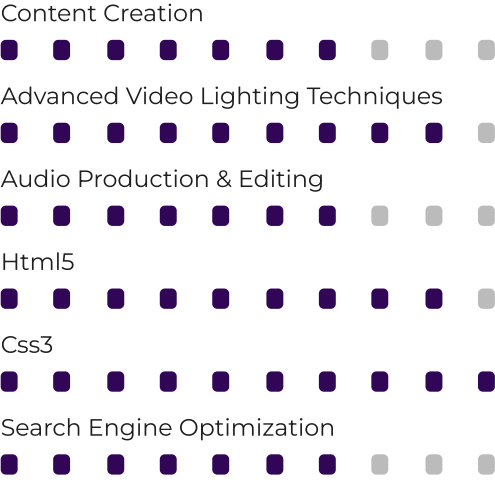 Content Creation
Advanced Video Lighting Techniques
Audio Production & Editing
Html5
Css3
Search Engine Optimization